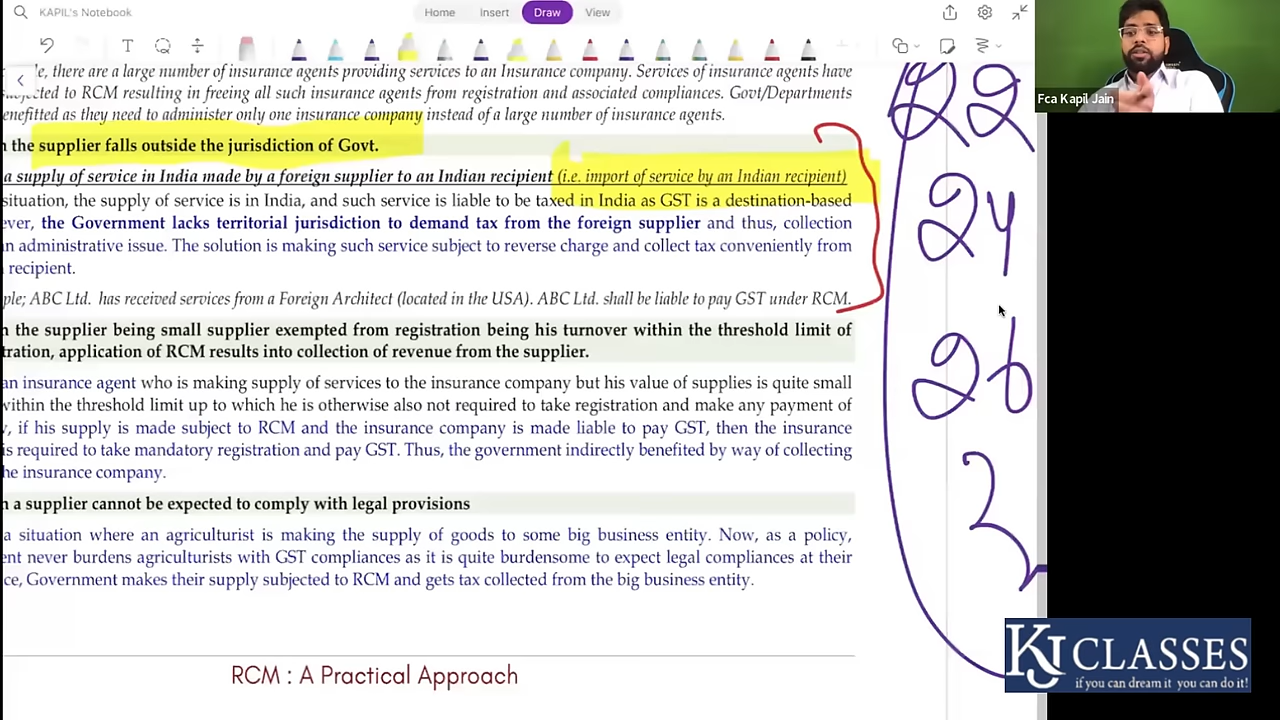 KAPIL's Notebook
Home Insert Draw View
le, there are a large number of insurance agents providing services to an Insurance company. Services of insurance agents have
jected to RCM resulting in freeing all such insurance agents from registration and associated compliances. Govt/Departments
enefitted as they need to administer only one insurance company instead of a large number of insurance agents.
n the supplier falls outside the jurisdiction of Govt.
a supply of service in India made by a foreign supplier to an Indian recipient (i.e. import of service by an Indian recipient)
situation, the supply of service is in India, and such service is liable to be taxed in India as GST is a destination-based
ever, the Government lacks territorial jurisdiction to demand tax from the foreign supplier and thus, collection
n administrative issue. The solution is making such service subject to reverse charge and collect tax conveniently from
recipient.
ple; ABC Ltd. has received services from a Foreign Architect (located in the USA). ABC Ltd. shall be liable to pay GST under RCM.
n the supplier being small supplier exempted from registration being his turnover within the threshold limit of
tration, application of RCM results into collection of revenue from the supplier.
an insurance agent who is making supply of services to the insurance company but his value of supplies is quite small
within the threshold limit up to which he is otherwise also not required to take registration and make any payment of
y, if his supply is made subject to RCM and the insurance company is made liable to pay GST, then the insurance
is required to take mandatory registration and pay GST. Thus, the government indirectly benefited by way of collecting
he insurance company.
n a supplier cannot be expected to comply with legal provisions
a situation where an agriculturist is making the supply of goods to some big business entity. Now, as a policy,
ent never burdens agriculturists with GST compliances as it is quite burdensome to expect legal compliances at their
ce, Government makes their supply subjected to RCM and gets tax collected from the big business entity.
RCM : A Practical Approach
22
24
26
Fca Kapil Jain
KJ CLASSES
if you can dream it you can do it!